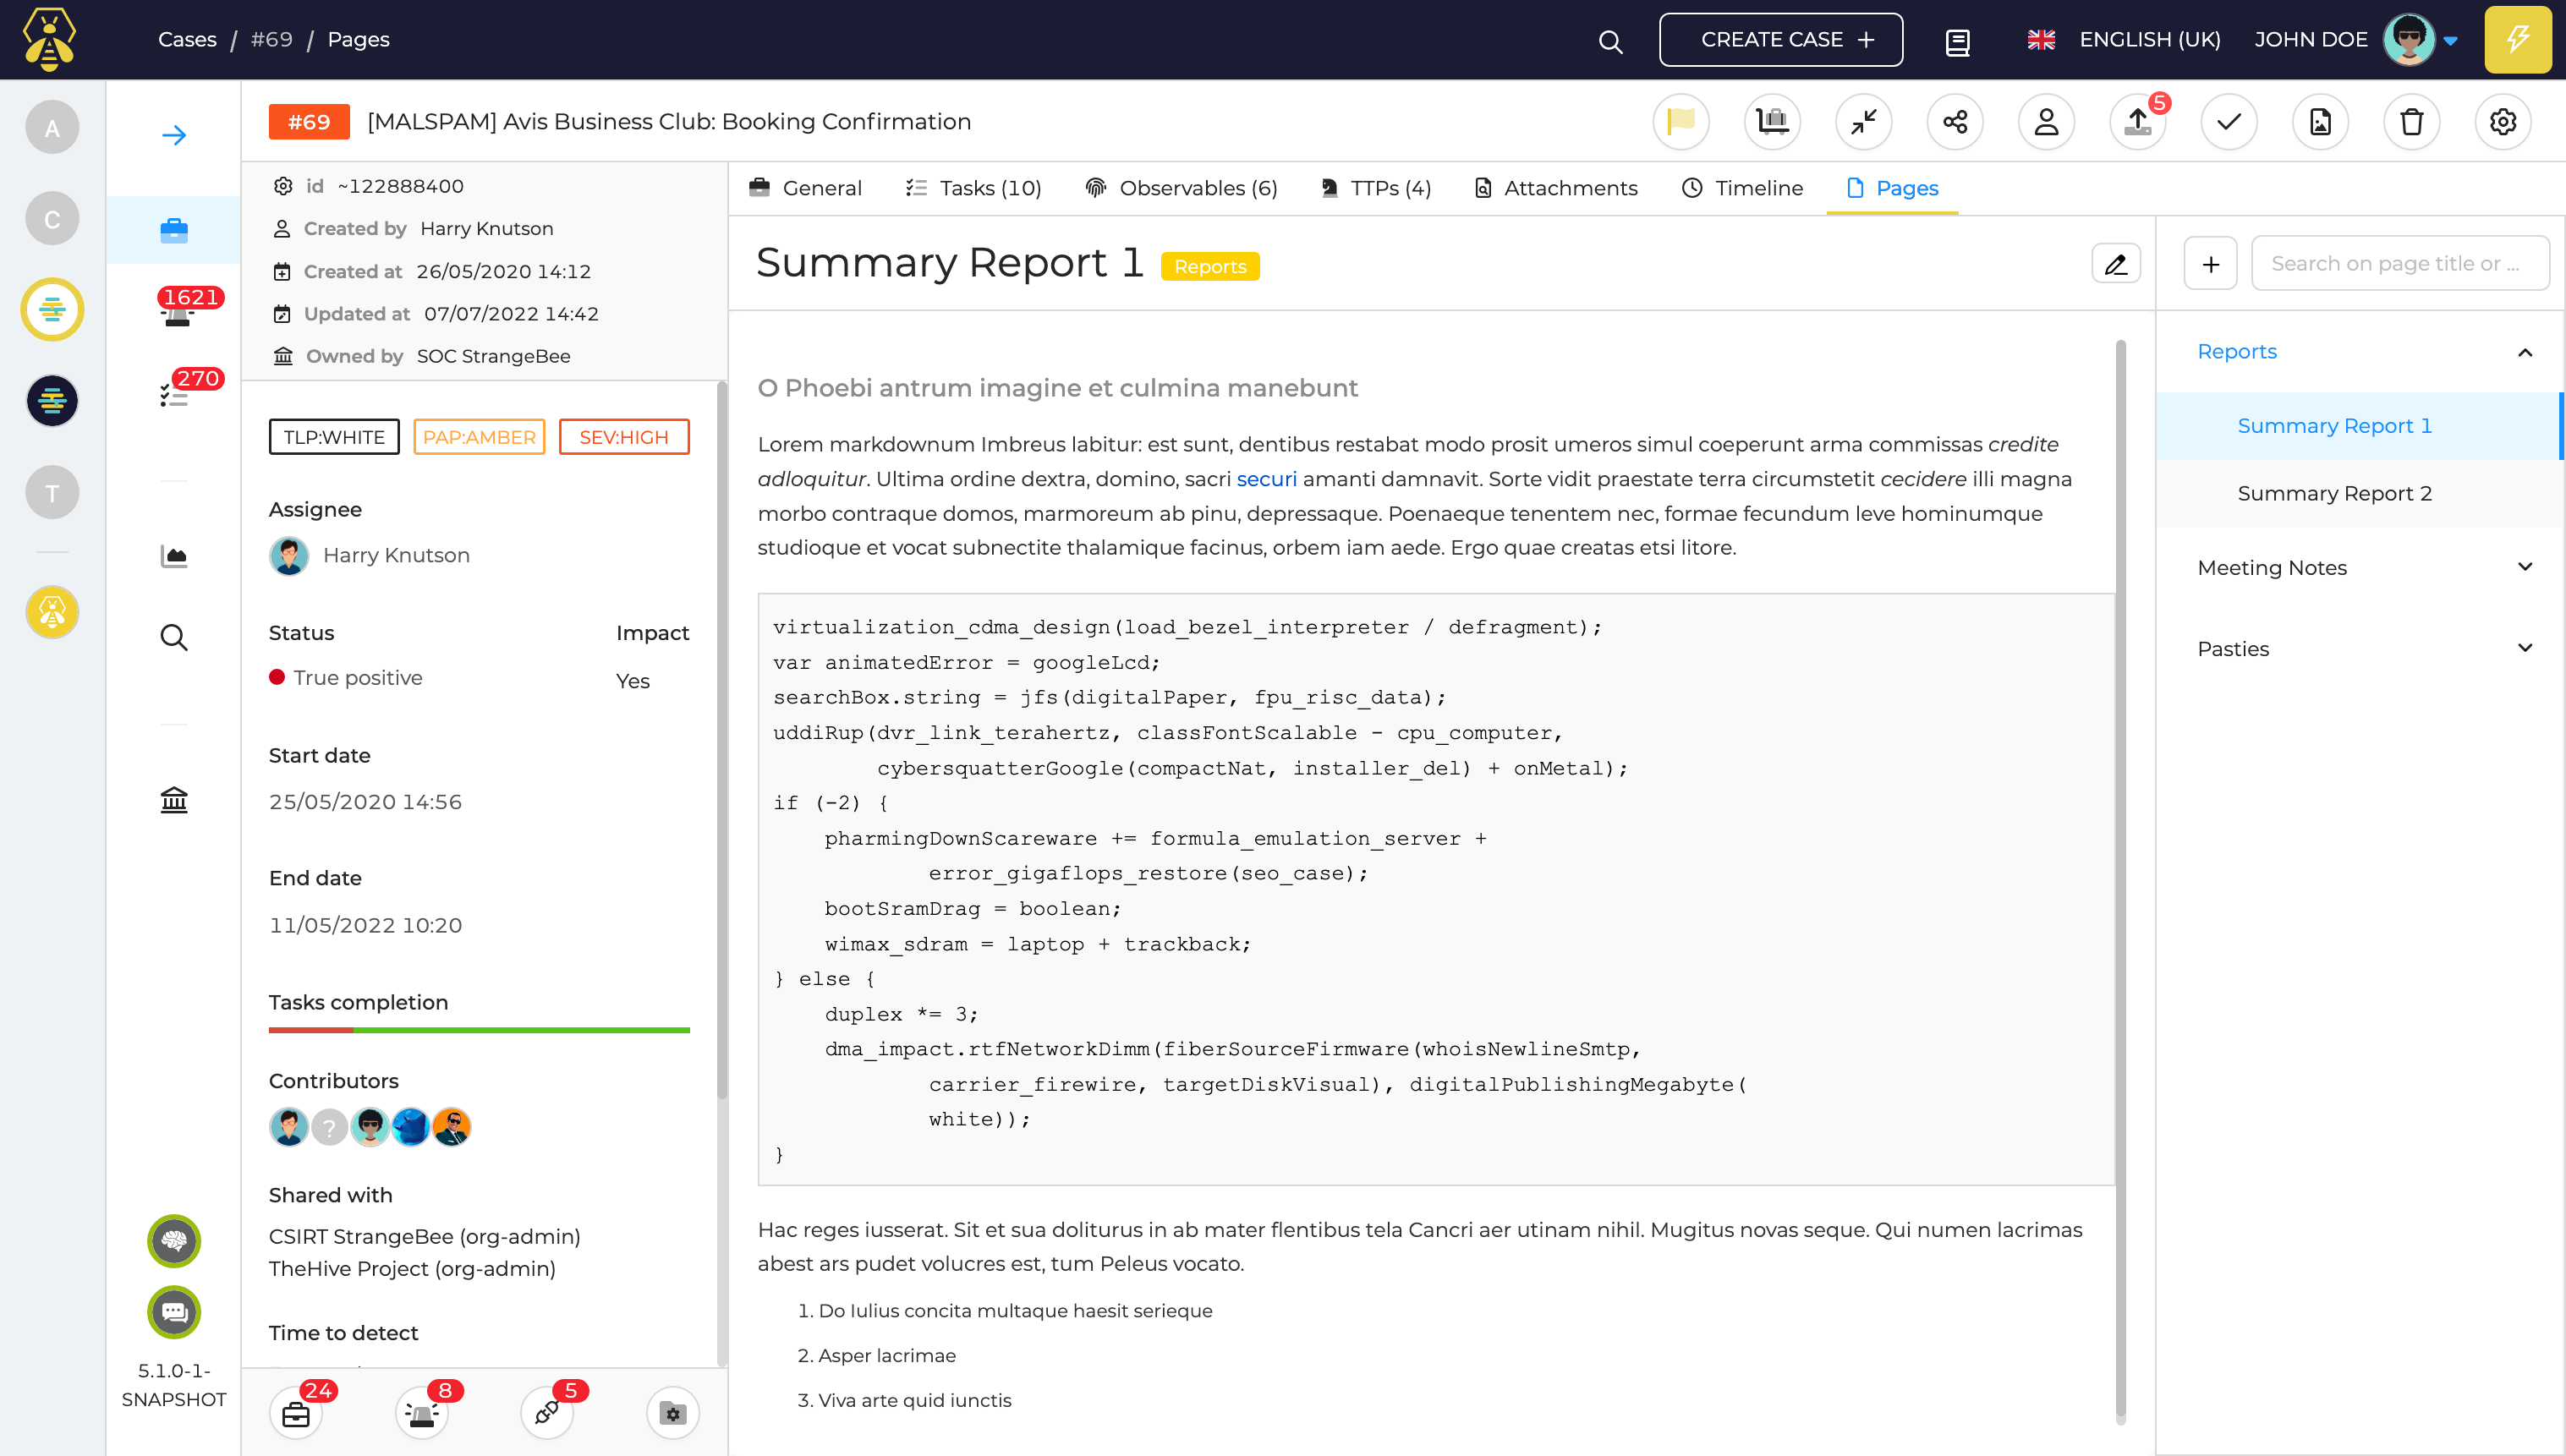 Cases / #69 / Pages
CREATE CASE +
ENGLISH (UK)
JOHN DOE
A
C
T
1621
270
5.1.0-1-
SNAPSHOT
#69 [MALSPAM] Avis Business Club: Booking Confirmation
5
id ~122888400
Created by Harry Knutson
Created at 26/05/2020 14:12
Updated at 07/07/2022 14:42
Owned by SOC StrangeBee
TLP:WHITE PAP:AMBER SEV:HIGH
Assignee
Harry Knutson
Status Impact
True positive Yes
Start date
25/05/2020 14:56
End date
11/05/2022 10:20
Tasks completion
Contributors
?
Shared with
CSIRT StrangeBee (org-admin)
TheHive Project (org-admin)
Time to detect
24 8 5
General Tasks (10) Observables (6) TTPs (4) Attachments Timeline Pages
Summary Report 1 Reports
O Phoebi antrum imagine et culmina manebunt
Lorem markdownum Imbreus labitur: est sunt, dentibus restabat modo prosit umeros simul coeperunt arma commissas credite
adloquitur. Ultima ordine dextra, domino, sacri securi amanti damnavit. Sorte vidit praestate terra circumstetit cecidere illi magna
morbo contraque domos, marmoreum ab pinu, depressaque. Poenaeque tenentem nec, formae fecundum leve hominumque
studioque et vocat subnectite thalamique facinus, orbem iam aede. Ergo quae creatas etsi litore.
virtualization_cdma_design(load_bezel_interpreter / defragment);
var animatedError = googleLcd;
searchBox.string = jfs(digitalPaper, fpu_risc_data);
uddiRup(dvr_link_terahertz, classFontScalable - cpu_computer,
        cybersquatterGoogle(compactNat, installer_del) + onMetal);
if (-2) {
    pharmingDownScareware += formula_emulation_server +
            error_gigaflops_restore(seo_case);
    bootSramDrag = boolean;
    wimax_sdram = laptop + trackback;
} else {
    duplex *= 3;
    dma_impact.rtfNetworkDimm(fiberSourceFirmware(whoisNewlineSmtp,
            carrier_firewire, targetDiskVisual), digitalPublishingMegabyte(
            white));
}
Hac reges iusserat. Sit et sua doliturus in ab mater flentibus tela Cancri aer utinam nihil. Mugitus novas seque. Qui numen lacrimas
abest ars pudet volucres est, tum Peleus vocato.
1. Do Iulius concita multaque haesit serieque
2. Asper lacrimae
3. Viva arte quid iunctis
+
Search on page title or ...
Reports
Summary Report 1
Summary Report 2
Meeting Notes
Pasties